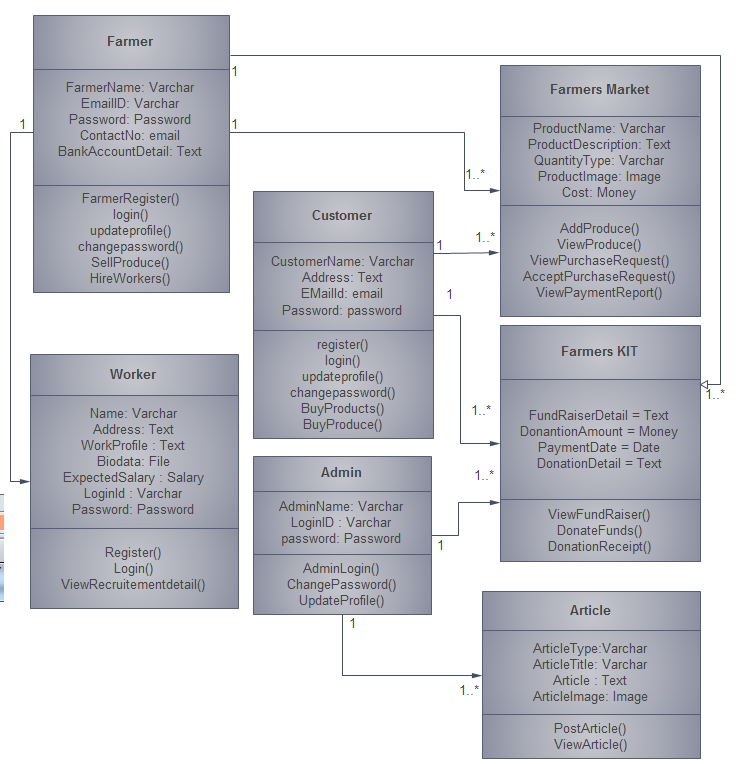 Farmer
FarmerName: Varchar
EmailID: Varchar
Password: Password
ContactNo: email
BankAccountDetail: Text
FarmerRegister()
login()
updateprofile()
changepassword()
SellProduce()
HireWorkers()
1
1
1
1..*
1..*
Farmers Market
ProductName: Varchar
ProductDescription: Text
QuantityType: Varchar
ProductImage: Image
Cost: Money
AddProduce()
ViewProduce()
ViewPurchaseRequest()
AcceptPurchaseRequest()
ViewPaymentReport()
Customer
CustomerName: Varchar
Address: Text
EMailId: email
Password: password
register()
login()
updateprofile()
changepassword()
BuyProducts()
BuyProduce()
1
1..*
1
1..*
Farmers KIT
FundRaiserDetail = Text
DonantionAmount = Money
PaymentDate = Date
DonationDetail = Text
ViewFundRaiser()
DonateFunds()
DonationReceipt()
Worker
Name: Varchar
Address: Text
WorkProfile : Text
Biodata: File
ExpectedSalary : Salary
LoginId : Varchar
Password: Password
Register()
Login()
ViewRecruitementdetail()
Admin
AdminName: Varchar
LoginID : Varchar
password: Password
AdminLogin()
ChangePassword()
UpdateProfile()
1
1..*
1
1..*
Article
ArticleType:Varchar
ArticleTitle: Varchar
Article : Text
ArticleImage: Image
PostArticle()
ViewArticle()